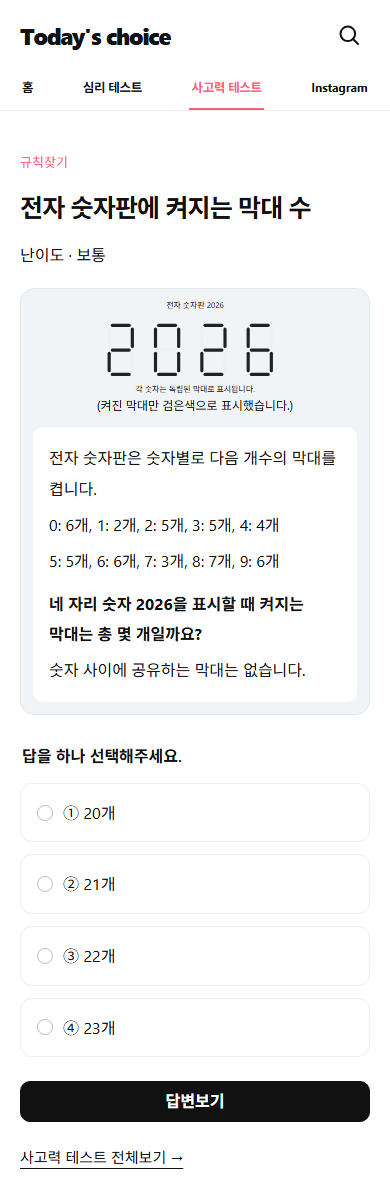 Today's choice
홈 심리 테스트 사고력 테스트 Instagram
규칙찾기
전자 숫자판에 켜지는 막대 수
난이도 · 보통
전자 숫자판 2026
2026
각 숫자는 독립된 막대로 표시됩니다.
(켜진 막대만 검은색으로 표시했습니다.)
전자 숫자판은 숫자별로 다음 개수의 막대를
켭니다.
0: 6개, 1: 2개, 2: 5개, 3: 5개, 4: 4개
5: 5개, 6: 6개, 7: 3개, 8: 7개, 9: 6개
네 자리 숫자 2026을 표시할 때 켜지는
막대는 총 몇 개일까요?
숫자 사이에 공유하는 막대는 없습니다.
답을 하나 선택해주세요.
① 20개
② 21개
③ 22개
④ 23개
답변보기
사고력 테스트 전체보기 →